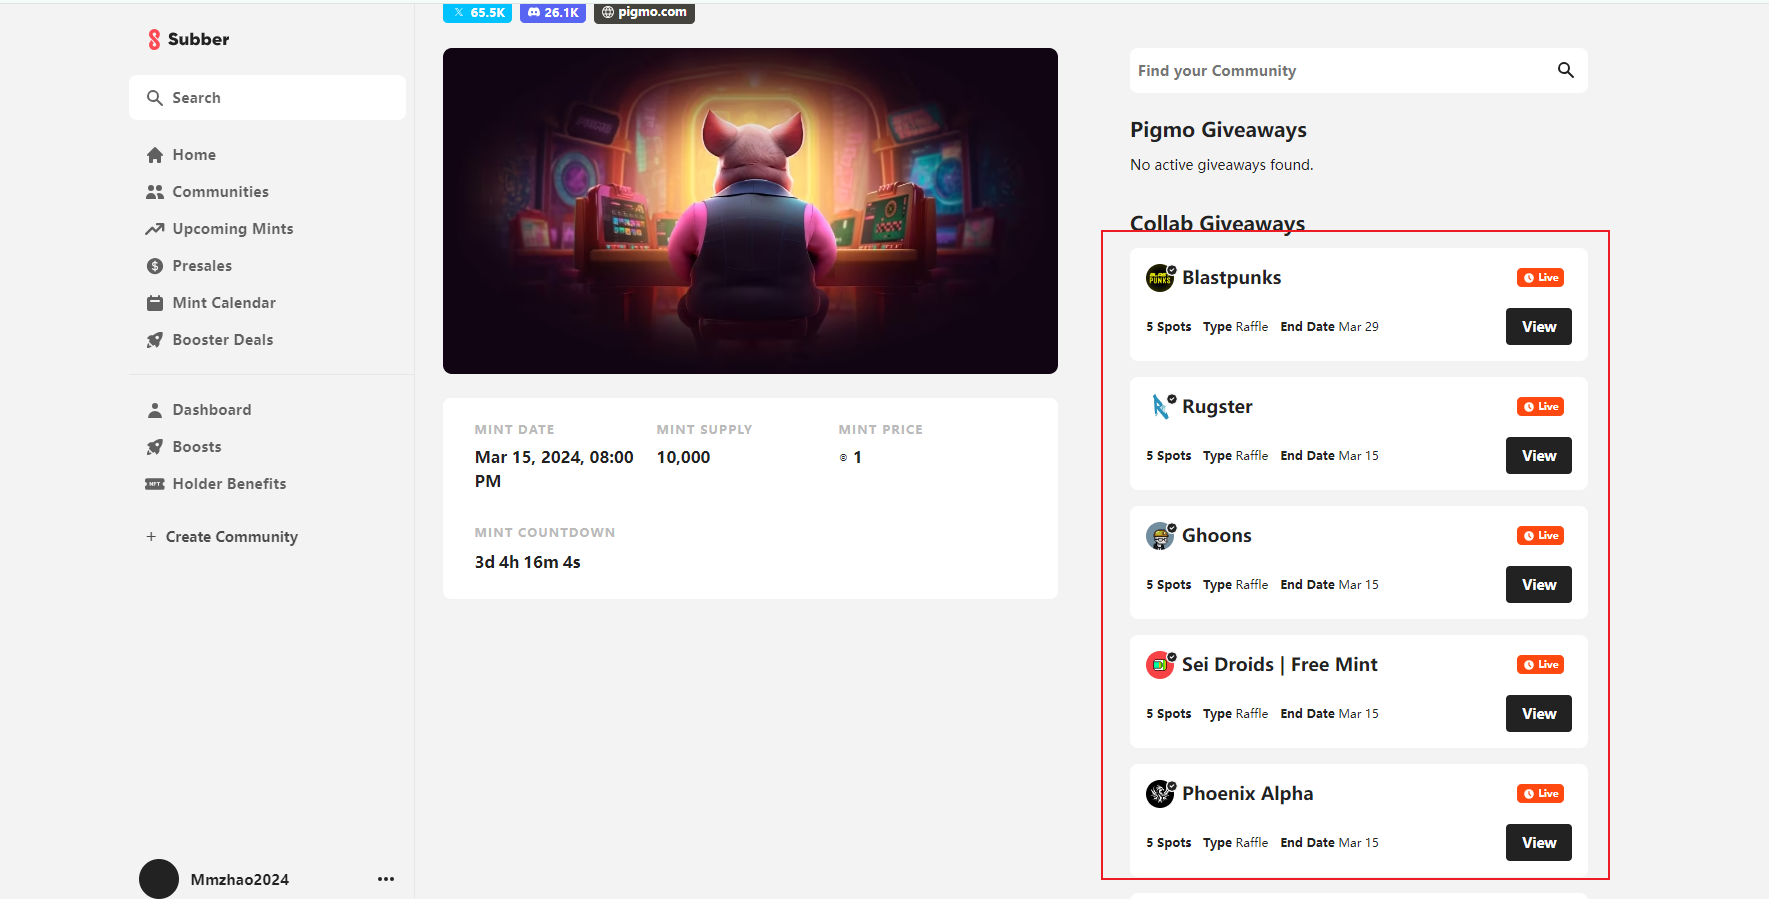 Subber
Search
Home
Communities
Upcoming Mints
Presales
Mint Calendar
Booster Deals
Dashboard
Boosts
NFT Holder Benefits
+ Create Community
Mmzhao2024
65.5K 26.1K pigmo.com
MINT DATE MINT SUPPLY MINT PRICE
Mar 15, 2024, 08:00 10,000 1
PM
MINT COUNTDOWN
3d 4h 16m 4s
Find your Community
Pigmo Giveaways
No active giveaways found.
Collab Giveaways
Blastpunks Live
5 Spots Type Raffle End Date Mar 29 View
Rugster Live
5 Spots Type Raffle End Date Mar 15 View
Ghoons Live
5 Spots Type Raffle End Date Mar 15 View
Sei Droids | Free Mint Live
5 Spots Type Raffle End Date Mar 15 View
Phoenix Alpha Live
5 Spots Type Raffle End Date Mar 15 View